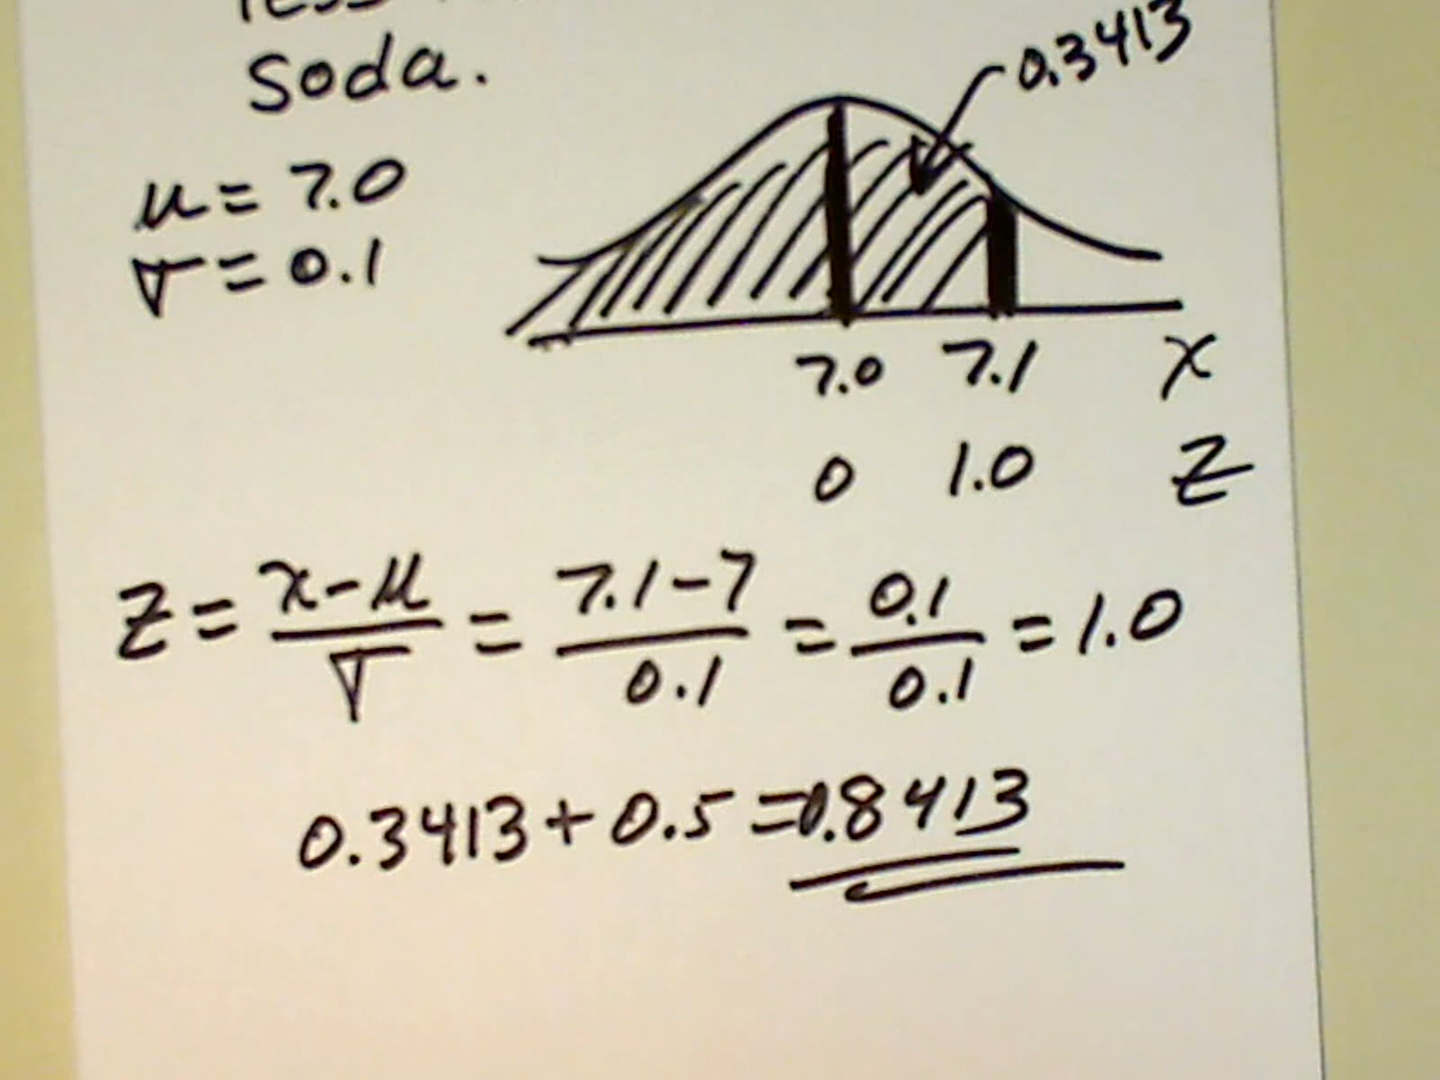 less
soda.
0.3413
μ = 7.0
σ = 0.1
7.0 7.1 x
0 1.0 z
z = x-μ / σ = 7.1-7 / 0.1 = 0.1 / 0.1 = 1.0
0.3413 + 0.5 = 0.8413